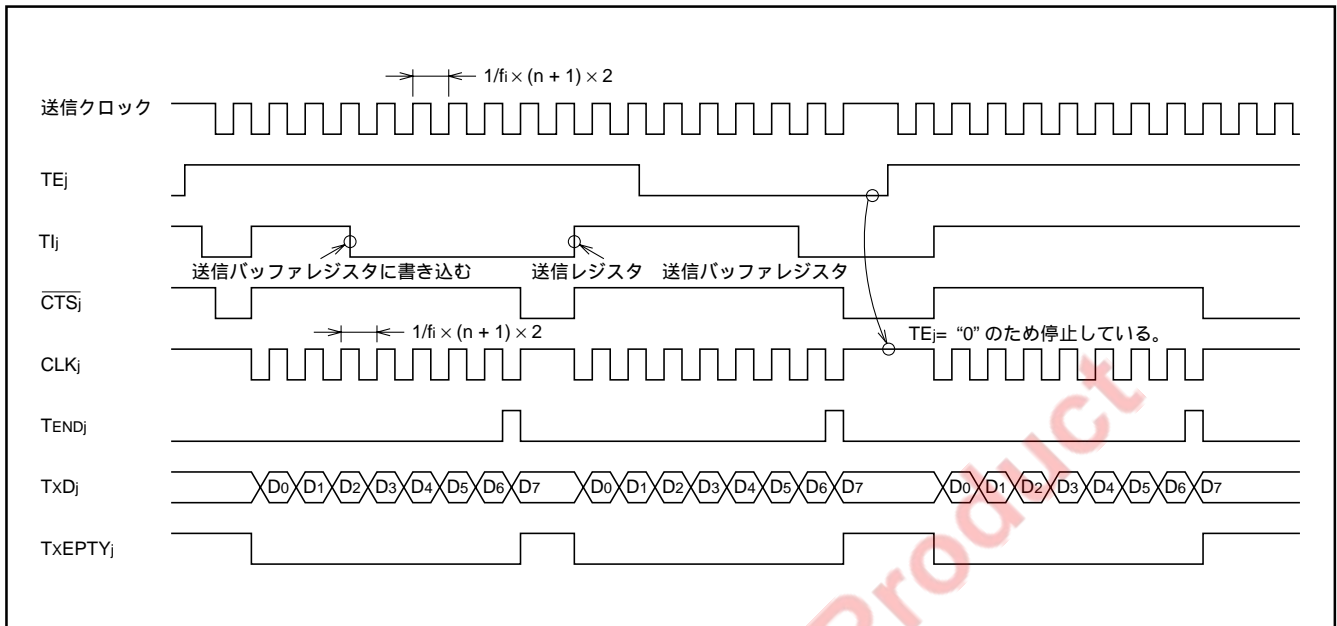 1/fi × (n + 1) × 2
送信クロック
TEj
TIj
送信バッファレジスタに書き込む
送信レジスタ 送信バッファレジスタ
CTSj
1/fi × (n + 1) × 2
TEj= “0” のため停止している。
CLKj
TENDj
TxDj
D0 D1 D2 D3 D4 D5 D6 D7 D0 D1 D2 D3 D4 D5 D6 D7 D0 D1 D2 D3 D4 D5 D6 D7
TxEPTYj
Product